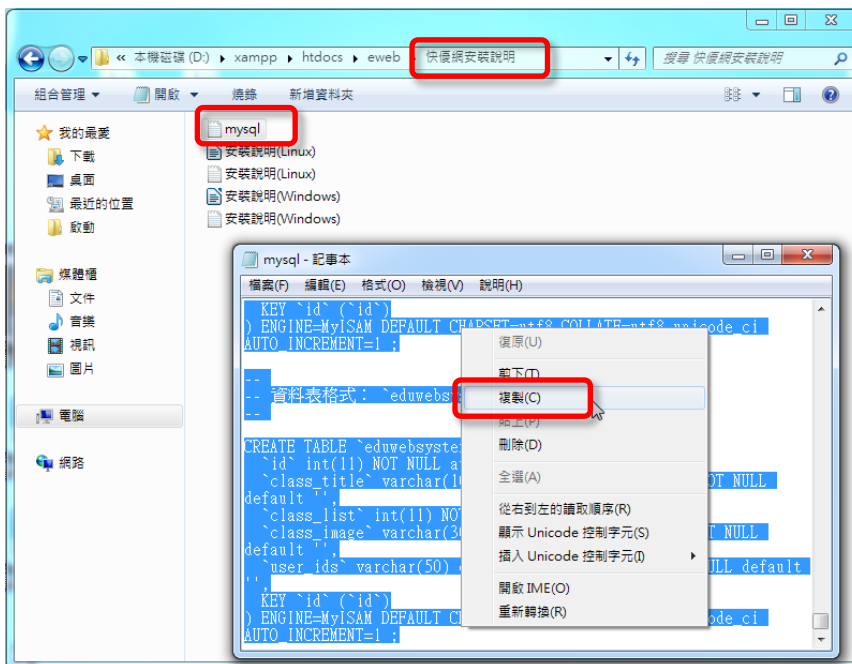 « 本機磁碟 (D:) ▸ xampp ▸ htdocs ▸ eweb 快優網安裝說明
搜尋 快優網安裝說明
組合管理 開啟 燒錄 新增資料夾
我的最愛
下載
桌面
最近的位置
啟動
媒體櫃
文件
音樂
視訊
圖片
電腦
網路
mysql
安裝說明(Linux)
安裝說明(Linux)
安裝說明(Windows)
安裝說明(Windows)
mysql - 記事本
檔案(F) 編輯(E) 格式(O) 檢視(V) 說明(H)
KEY `id` (`id`)
) ENGINE=MyISAM DEFAULT CHARSET=utf8 COLLATE=utf8_unicode_ci
AUTO_INCREMENT=1 ;
--
-- 資料表格式： `eduwebsy
--
CREATE TABLE `eduwebsyste
`id` int(11) NOT NULL
`class_title` varchar( OT NULL
default '',
`class_list` int(11) NO
`class_image` varchar( NULL
default '',
`user_ids` varchar(50) ULL default
'',
KEY `id` (`id`)
) ENGINE=MyISAM DEFAULT C ode_ci
AUTO_INCREMENT=1 ;
復原(U)
剪下(T)
複製(C)
貼上(P)
刪除(D)
全選(A)
從右到左的讀取順序(R)
顯示 Unicode 控制字元(S)
插入 Unicode 控制字元(I)
開啟 IME(O)
重新轉換(R)